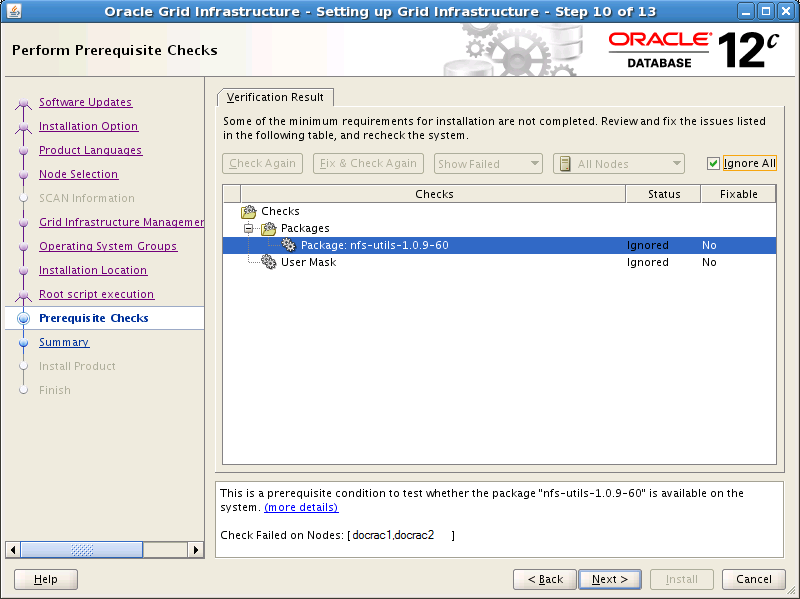 Oracle Grid Infrastructure - Setting up Grid Infrastructure - Step 10 of 13
Perform Prerequisite Checks
ORACLE
DATABASE
12c
Software Updates
Installation Option
Product Languages
Node Selection
SCAN Information
Grid Infrastructure Managemer
Operating System Groups
Installation Location
Root script execution
Prerequisite Checks
Summary
Install Product
Finish
Verification Result
Some of the minimum requirements for installation are not completed. Review and fix the issues listed
in the following table, and recheck the system.
Check Again Fix & Check Again Show Failed All Nodes Ignore All
Checks Status Fixable
Checks
Packages
Package: nfs-utils-1.0.9-60 Ignored No
User Mask Ignored No
This is a prerequisite condition to test whether the package "nfs-utils-1.0.9-60" is available on the
system. (more details)
Check Failed on Nodes: [docrac1,docrac2 ]
Help < Back Next > Install Cancel